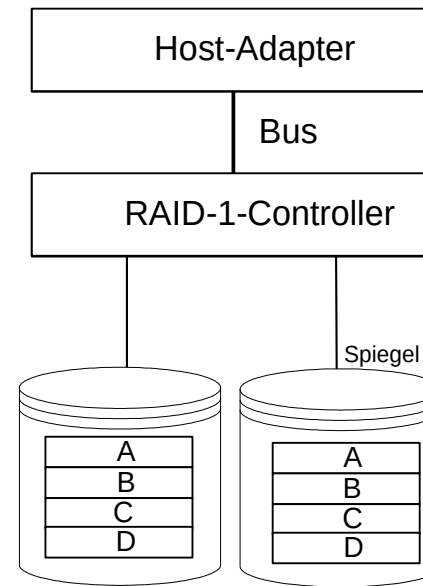 Host-Adapter
Bus
RAID-1-Controller
Spiegel
A
B
C
D
A
B
C
D